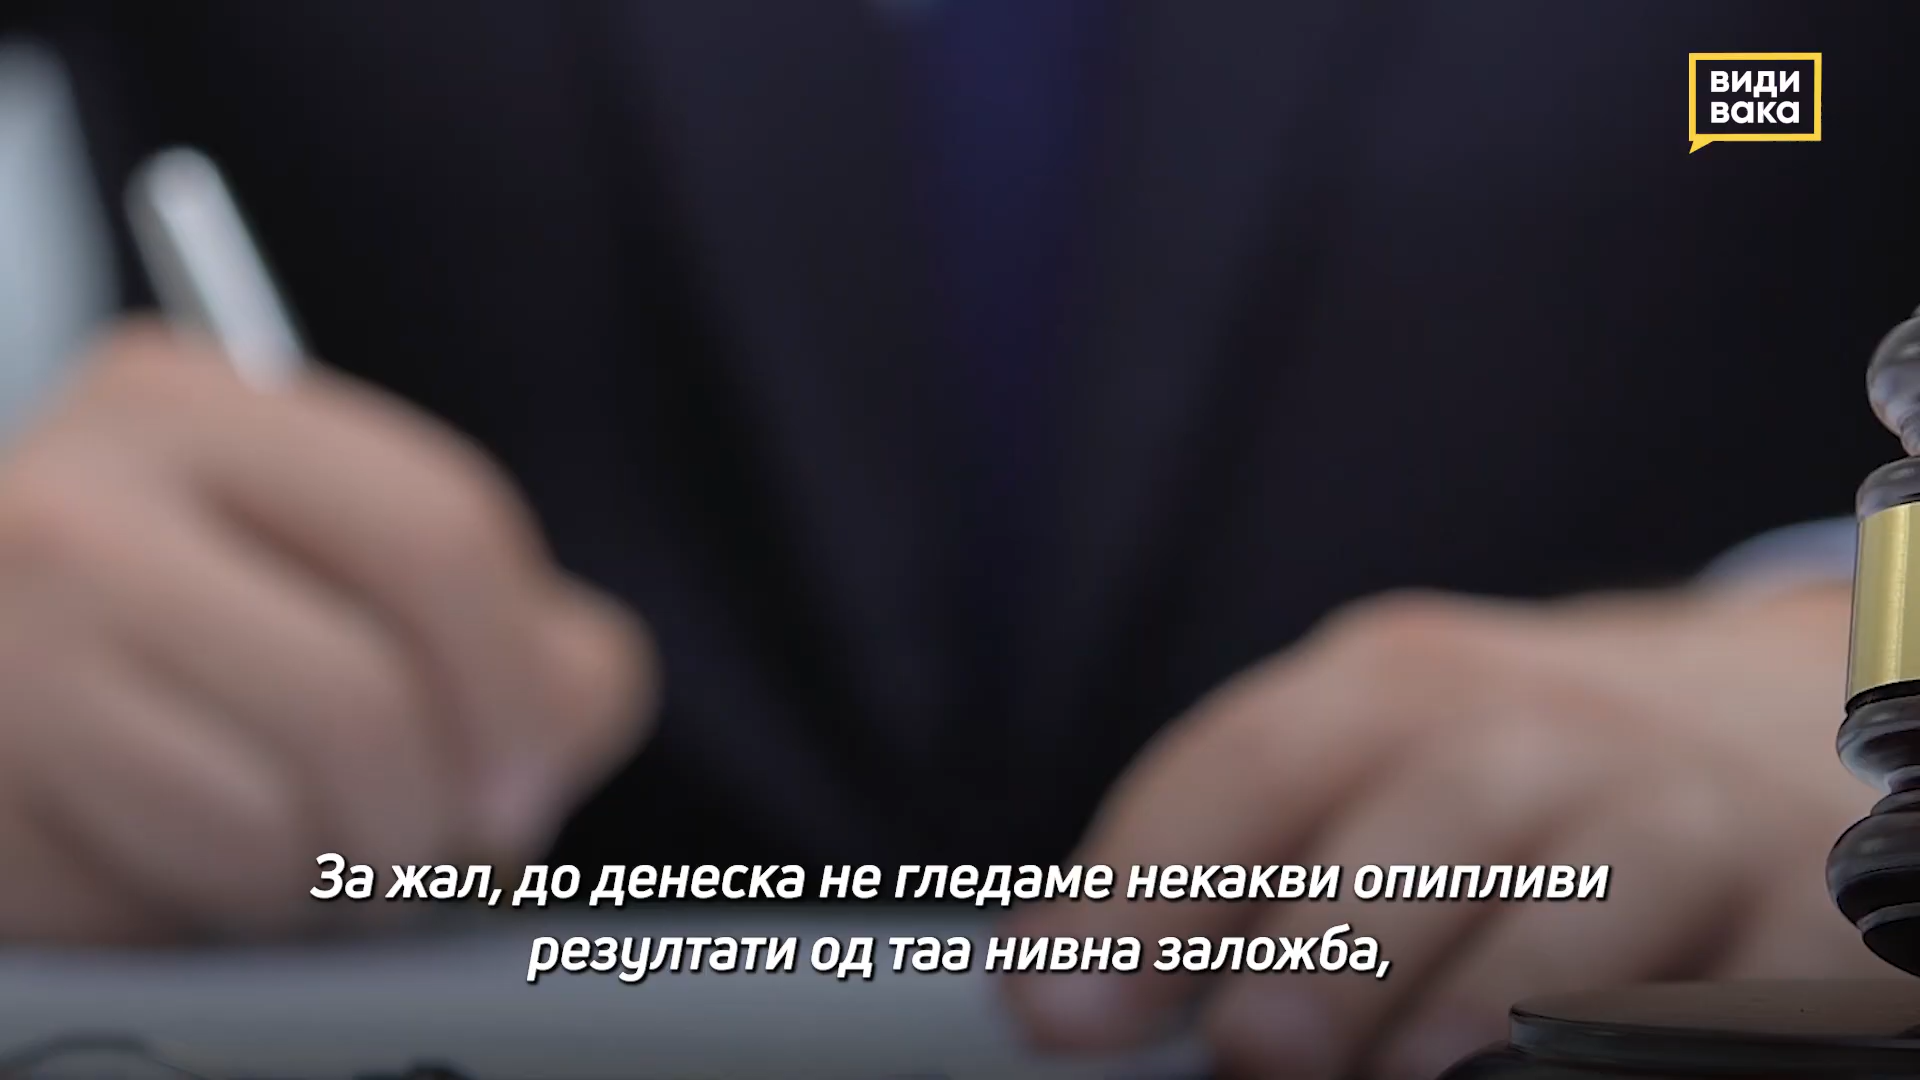 види
вака
За жал, до денеска не гледаме некакви опипливи
резултати од таа нивна заложба,